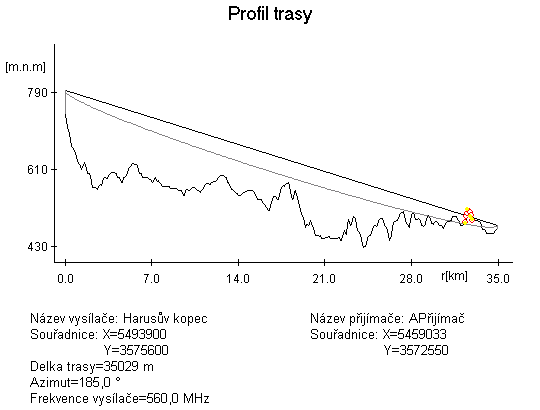 Profil trasy
[m.n.m]
790
610
430
0.0 7.0 14.0 21.0 28.0 r[km] 35.0
Název vysílače: Harusův kopec
Souřadnice: X=5493900
Y=3575600
Delka trasy=35029 m
Azimut=185,0 °
Frekvence vysílače=560,0 MHz
Název přijímače: APřijímač
Souřadnice: X=5459033
Y=3572550